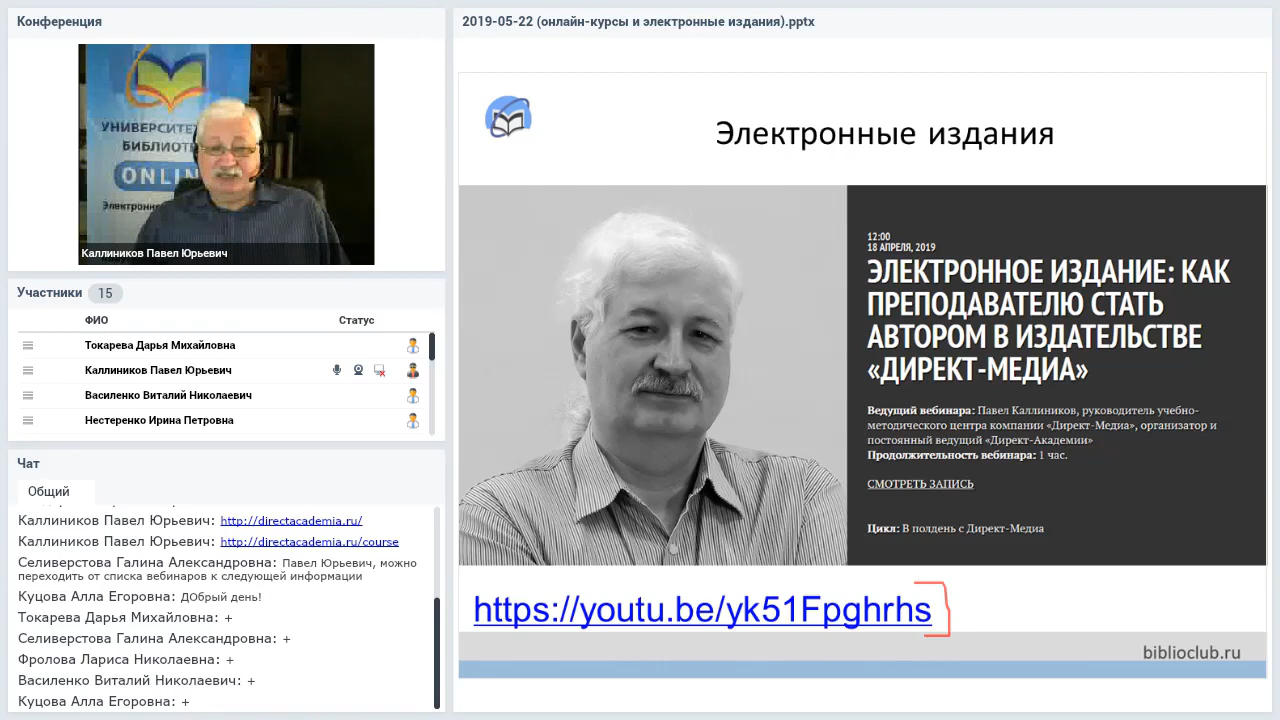 Конференция
УНИВЕРСИТЕ
БИБЛИОТ
ONLIN
Электронн
Каллиников Павел Юрьевич
Участники 15
ФИО Статус
Токарева Дарья Михайловна
Каллиников Павел Юрьевич
Василенко Виталий Николаевич
Нестеренко Ирина Петровна
Чат
Общий
Каллиников Павел Юрьевич: http://directacademia.ru/
Каллиников Павел Юрьевич: http://directacademia.ru/course
Селиверстова Галина Александровна: Павел Юрьевич, можно
переходить от списка вебинаров к следующей информации
Куцова Алла Егоровна: ДОбрый день!
Токарева Дарья Михайловна: +
Селиверстова Галина Александровна: +
Фролова Лариса Николаевна: +
Василенко Виталий Николаевич: +
Куцова Алла Егоровна: +
2019-05-22 (онлайн-курсы и электронные издания).pptx
Электронные издания
12:00
18 АПРЕЛЯ, 2019
ЭЛЕКТРОННОЕ ИЗДАНИЕ: КАК
ПРЕПОДАВАТЕЛЮ СТАТЬ
АВТОРОМ В ИЗДАТЕЛЬСТВЕ
«ДИРЕКТ-МЕДИА»
Ведущий вебинара: Павел Каллиников, руководитель учебно-
методического центра компании «Директ-Медиа», организатор и
постоянный ведущий «Директ-Академии»
Продолжительность вебинара: 1 час.
СМОТРЕТЬ ЗАПИСЬ
Цикл: В полдень с Директ-Медиа
https://youtu.be/yk51Fpghrhs
biblioclub.ru